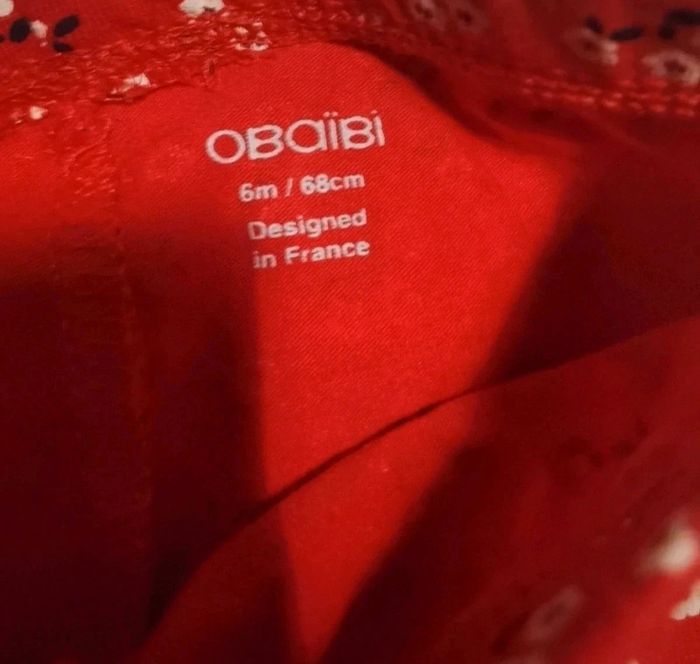 OBaïBi
6m / 68cm
Designed
in France